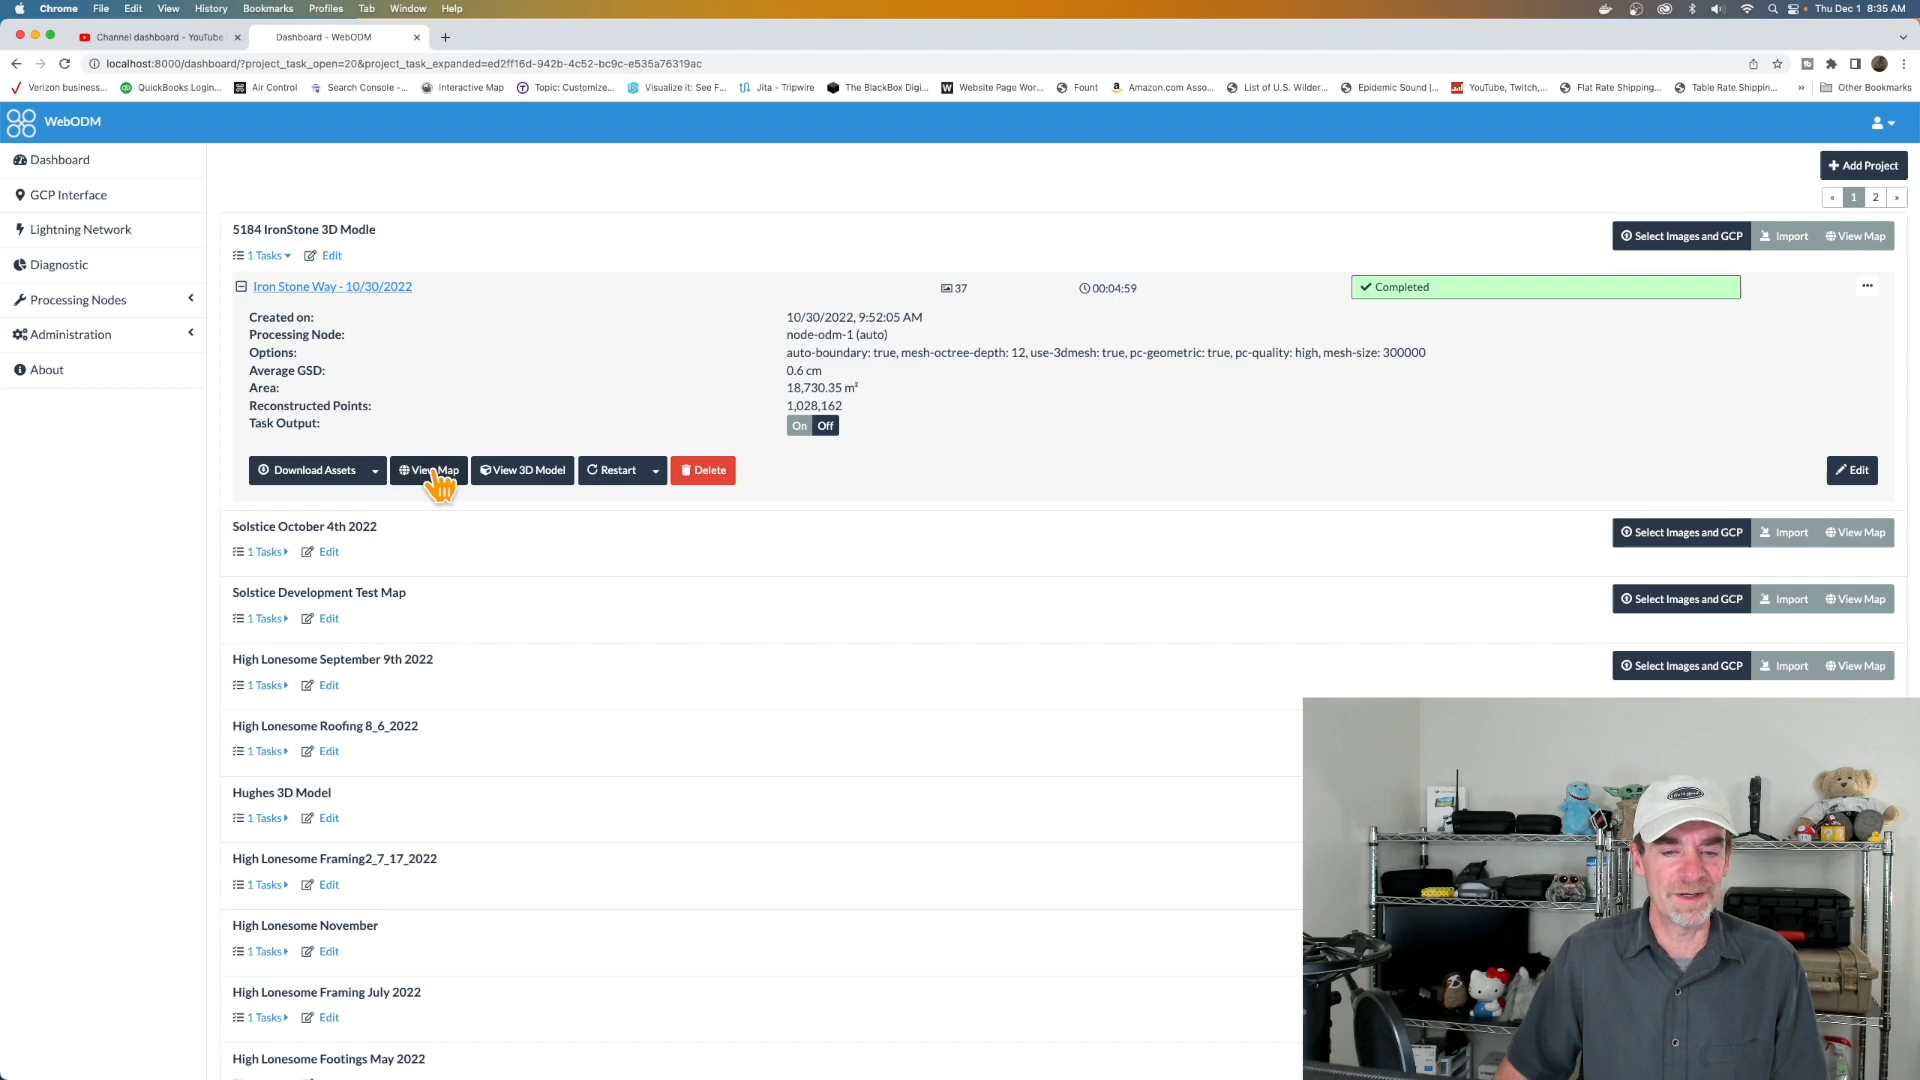 Chrome File Edit View History Bookmarks Profiles Tab Window Help Thu Dec 1 8:35 AM
Channel dashboard - YouTube Dashboard - WebODM
localhost:8000/dashboard/?project_task_open=20&project_task_expanded=ed2ff16d-942b-4c52-bc9c-e535a76319ac
Verizon business... QuickBooks Login... Air Control Search Console -... Interactive Map Topic: Customize... Visualize it: See F... Jita - Tripwire The BlackBox Digi... Website Page Wor... Fount Amazon.com Asso... List of U.S. Wilder... Epidemic Sound |... YouTube, Twitch,... Flat Rate Shipping... Table Rate Shippin... » Other Bookmarks
WebODM
Dashboard
GCP Interface
Lightning Network
Diagnostic
Processing Nodes
Administration
About
Add Project
« 1 2 »
5184 IronStone 3D Modle
Select Images and GCP Import View Map
1 Tasks Edit
Iron Stone Way - 10/30/2022 37 00:04:59 Completed
Created on: 10/30/2022, 9:52:05 AM
Processing Node: node-odm-1 (auto)
Options: auto-boundary: true, mesh-octree-depth: 12, use-3dmesh: true, pc-geometric: true, pc-quality: high, mesh-size: 300000
Average GSD: 0.6 cm
Area: 18,730.35 m²
Reconstructed Points: 1,028,162
Task Output: On Off
Download Assets View Map View 3D Model Restart Delete Edit
Solstice October 4th 2022
Select Images and GCP Import View Map
1 Tasks Edit
Solstice Development Test Map
Select Images and GCP Import View Map
1 Tasks Edit
High Lonesome September 9th 2022
Select Images and GCP Import View Map
1 Tasks Edit
High Lonesome Roofing 8_6_2022
1 Tasks Edit
Hughes 3D Model
1 Tasks Edit
High Lonesome Framing2_7_17_2022
1 Tasks Edit
High Lonesome November
1 Tasks Edit
High Lonesome Framing July 2022
1 Tasks Edit
High Lonesome Footings May 2022